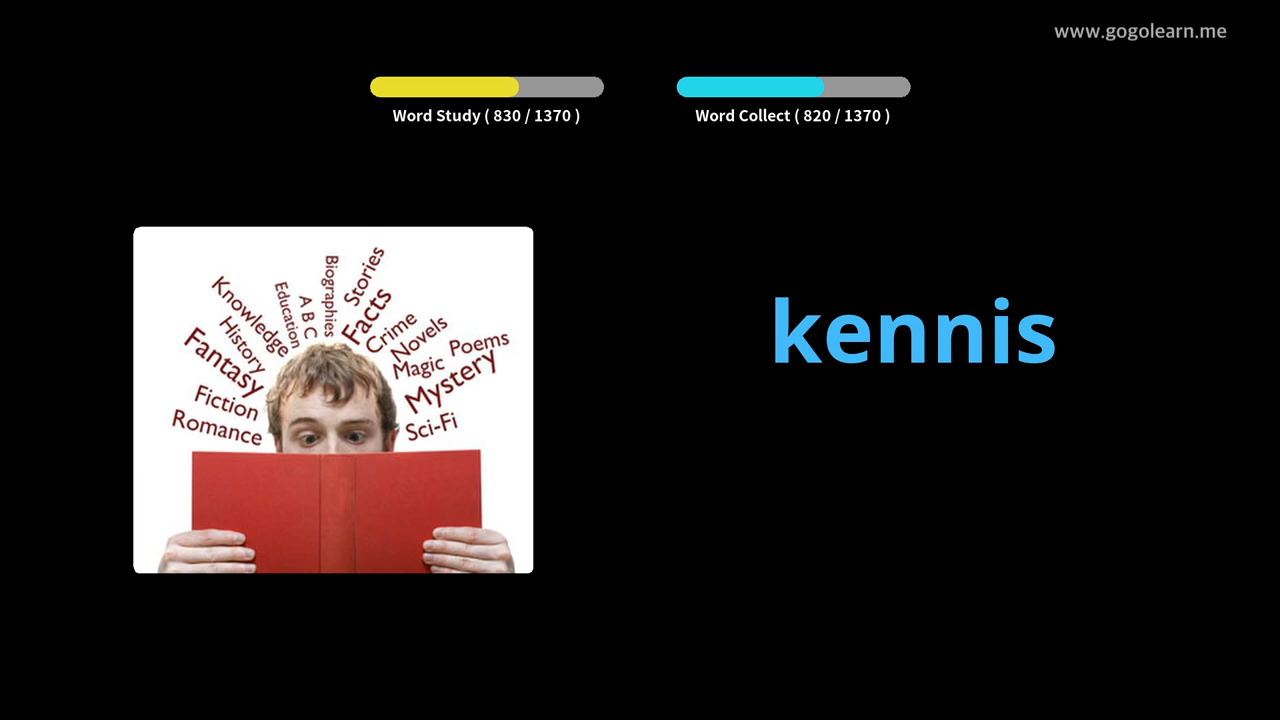 www.gogolearn.me
Word Study ( 830 / 1370 )
Word Collect ( 820 / 1370 )
kennis
Biographies
Stories
A B C
Education
Facts
Knowledge
Crime
History
Novels
Fantasy
Poems
Magic
Mystery
Fiction
Romance
Sci-Fi